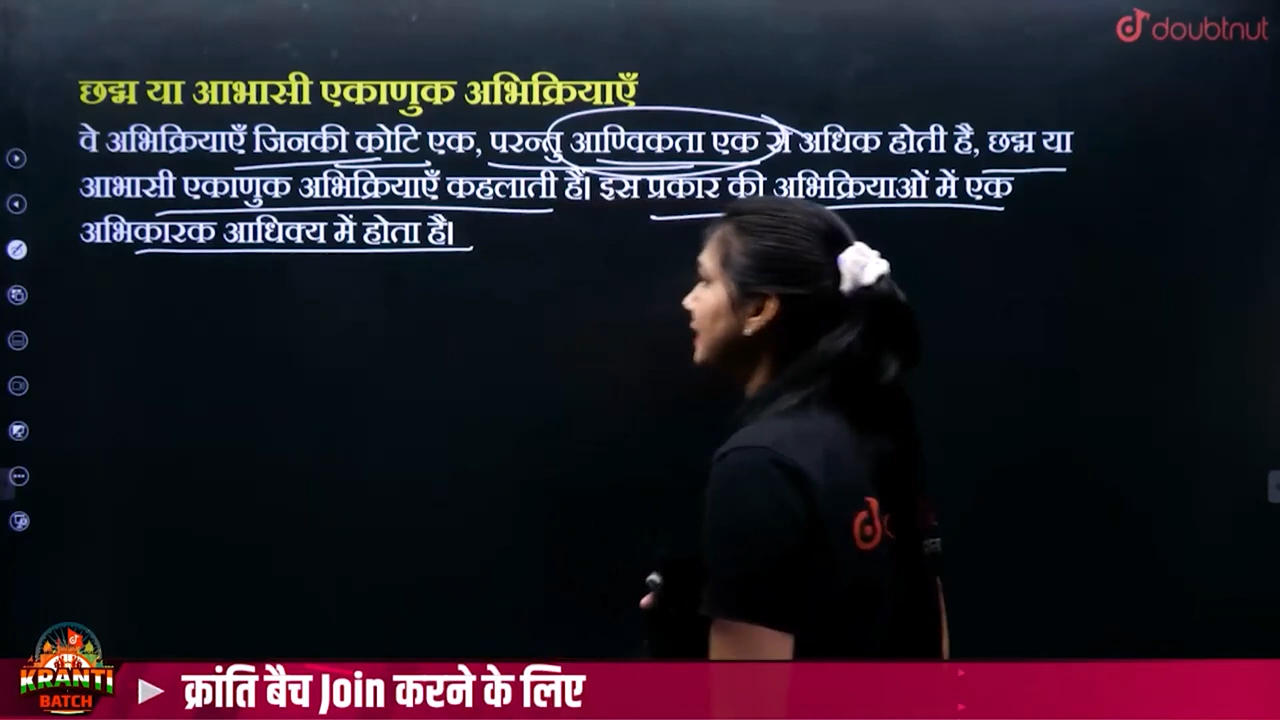 doubtnut
छद्म या आभासी एकाणुक अभिक्रियाएँ
वे अभिक्रियाएँ जिनकी कोटि एक, परन्तु आण्विकता एक से अधिक होती है, छद्म या
आभासी एकाणुक अभिक्रियाएँ कहलाती हैं। इस प्रकार की अभिक्रियाओं में एक
अभिकारक आधिक्य में होता है।
KRANTI
BATCH
क्रांति बैच Join करने के लिए